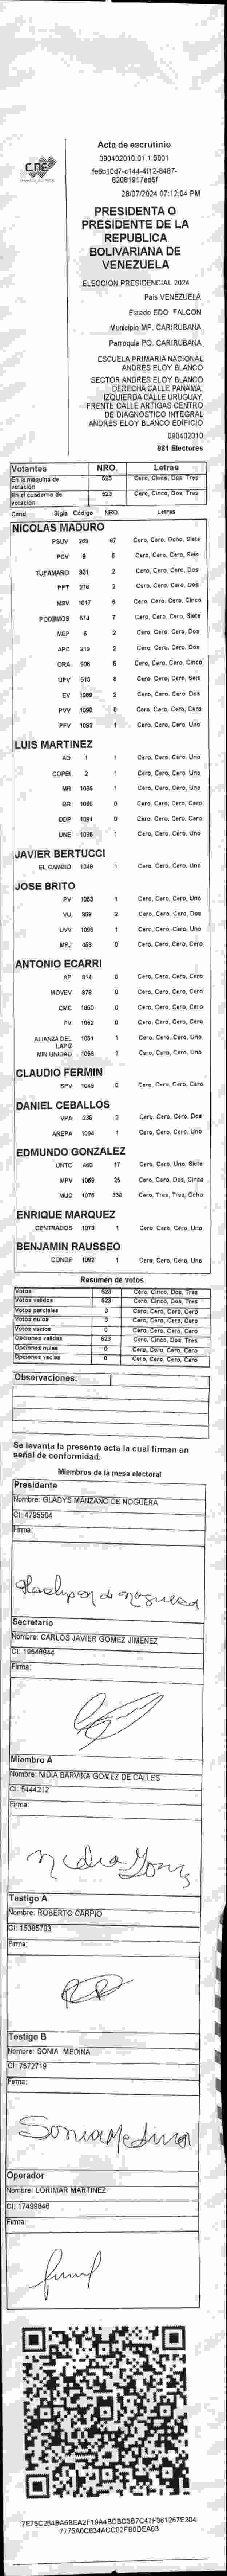 Acta de escrutinio
090402010.01.1.0001
fe8b10d7-c144-4f12-8487-
82081917ed5f
28/07/2024 07:12:04 PM
CNE
PRESIDENTA O
PRESIDENTE DE LA
REPUBLICA
BOLIVARIANA DE
VENEZUELA
ELECCIÓN PRESIDENCIAL 2024
Pais VENEZUELA
Estado EDO. FALCON
Municipio MP. CARIRUBANA
Parroquia PQ. CARIRUBANA
ESCUELA PRIMARIA NACIONAL
ANDRÉS ELOY BLANCO
SECTOR ANDRES ELOY BLANCO
DERECHA CALLE PANAMÁ.
IZQUIERDA CALLE URUGUAY.
FRENTE CALLE ARTIGAS CENTRO
DE DIAGNOSTICO INTEGRAL
ANDRES ELOY BLANCO EDIFICIO
090402010
981 Electores
Votantes NRO. Letras
En la máquina de votación 523 Cero, Cinco, Dos, Tres
En el cuaderno de votación 523 Cero, Cinco, Dos, Tres
Cand. Sigla Código NRO. Letras
NICOLAS MADURO
PSUV 269 87 Cero, Cero, Ocho, Siete
PCV 9 6 Cero, Cero, Cero, Seis
TUPAMARO 931 2 Cero, Cero, Cero, Dos
PPT 276 2 Cero, Cero, Cero, Dos
MSV 1017 5 Cero, Cero, Cero, Cinco
PODEMOS 514 7 Cero, Cero, Cero, Siete
MEP 6 2 Cero, Cero, Cero, Dos
APC 219 2 Cero, Cero, Cero, Dos
ORA 906 5 Cero, Cero, Cero, Cinco
UPV 513 6 Cero, Cero, Cero, Seis
EV 1089 2 Cero, Cero, Cero, Dos
PVV 1090 0 Cero, Cero, Cero, Cero
PFV 1093 1 Cero, Cero, Cero, Uno
LUIS MARTINEZ
AD 1 1 Cero, Cero, Cero, Uno
COPEI 2 1 Cero, Cero, Cero, Uno
MR 1065 1 Cero, Cero, Cero, Uno
BR 1066 0 Cero, Cero, Cero, Cero
DDP 1091 0 Cero, Cero, Cero, Cero
UNE 1095 1 Cero, Cero, Cero, Uno
JAVIER BERTUCCI
EL CAMBIO 1048 1 Cero, Cero, Cero, Uno
JOSE BRITO
PV 1053 1 Cero, Cero, Cero, Uno
VU 959 2 Cero, Cero, Cero, Dos
UVV 1096 1 Cero, Cero, Cero, Uno
MPJ 458 0 Cero, Cero, Cero, Cero
ANTONIO ECARRI
AP 814 0 Cero, Cero, Cero, Cero
MOVEV 879 0 Cero, Cero, Cero, Cero
CMC 1050 0 Cero, Cero, Cero, Cero
FV 1062 0 Cero, Cero, Cero, Cero
ALIANZA DEL LAPIZ 1051 1 Cero, Cero, Cero, Uno
MIN UNIDAD 1068 1 Cero, Cero, Cero, Uno
CLAUDIO FERMIN
SPV 1049 0 Cero, Cero, Cero, Cero
DANIEL CEBALLOS
VPA 236 2 Cero, Cero, Cero, Dos
AREPA 1094 1 Cero, Cero, Cero, Uno
EDMUNDO GONZALEZ
UNTC 400 17 Cero, Cero, Uno, Siete
MPV 1069 25 Cero, Cero, Dos, Cinco
MUD 1076 338 Cero, Tres, Tres, Ocho
ENRIQUE MARQUEZ
CENTRADOS 1073 1 Cero, Cero, Cero, Uno
BENJAMIN RAUSSEO
CONDE 1092 1 Cero, Cero, Cero, Uno
Resumen de votos
Votos 523 Cero, Cinco, Dos, Tres
Votos validos 523 Cero, Cinco, Dos, Tres
Votos parciales 0 Cero, Cero, Cero, Cero
Votos nulos 0 Cero, Cero, Cero, Cero
Votos vacios 0 Cero, Cero, Cero, Cero
Opciones validas 523 Cero, Cinco, Dos, Tres
Opciones nulas 0 Cero, Cero, Cero, Cero
Opciones vacias 0 Cero, Cero, Cero, Cero
Observaciones:
Se levanta la presente acta la cual firman en
señal de conformidad.
Miembros de la mesa electoral
Presidente
Nombre: GLADYS MANZANO DE NOGUERA
CI: 4795504
Firma:
Secretario
Nombre: CARLOS JAVIER GOMEZ JIMENEZ
CI: 19648944
Firma:
Miembro A
Nombre: NIDIA BARVINA GOMEZ DE CALLES
CI: 5444212
Firma:
Nidia Gomez
Testigo A
Nombre: ROBERTO CARPIO
CI: 15385703
Firma:
Testigo B
Nombre: SONIA MEDINA
CI: 7572719
Firma:
Sonia Medina
Operador
Nombre: LORIMAR MARTINEZ
CI: 17499846
Firma:
7E75C264BA6BEA2F19A4BDBC3B7C47F361267E204
7775A0C834ACC02FB0DEA03